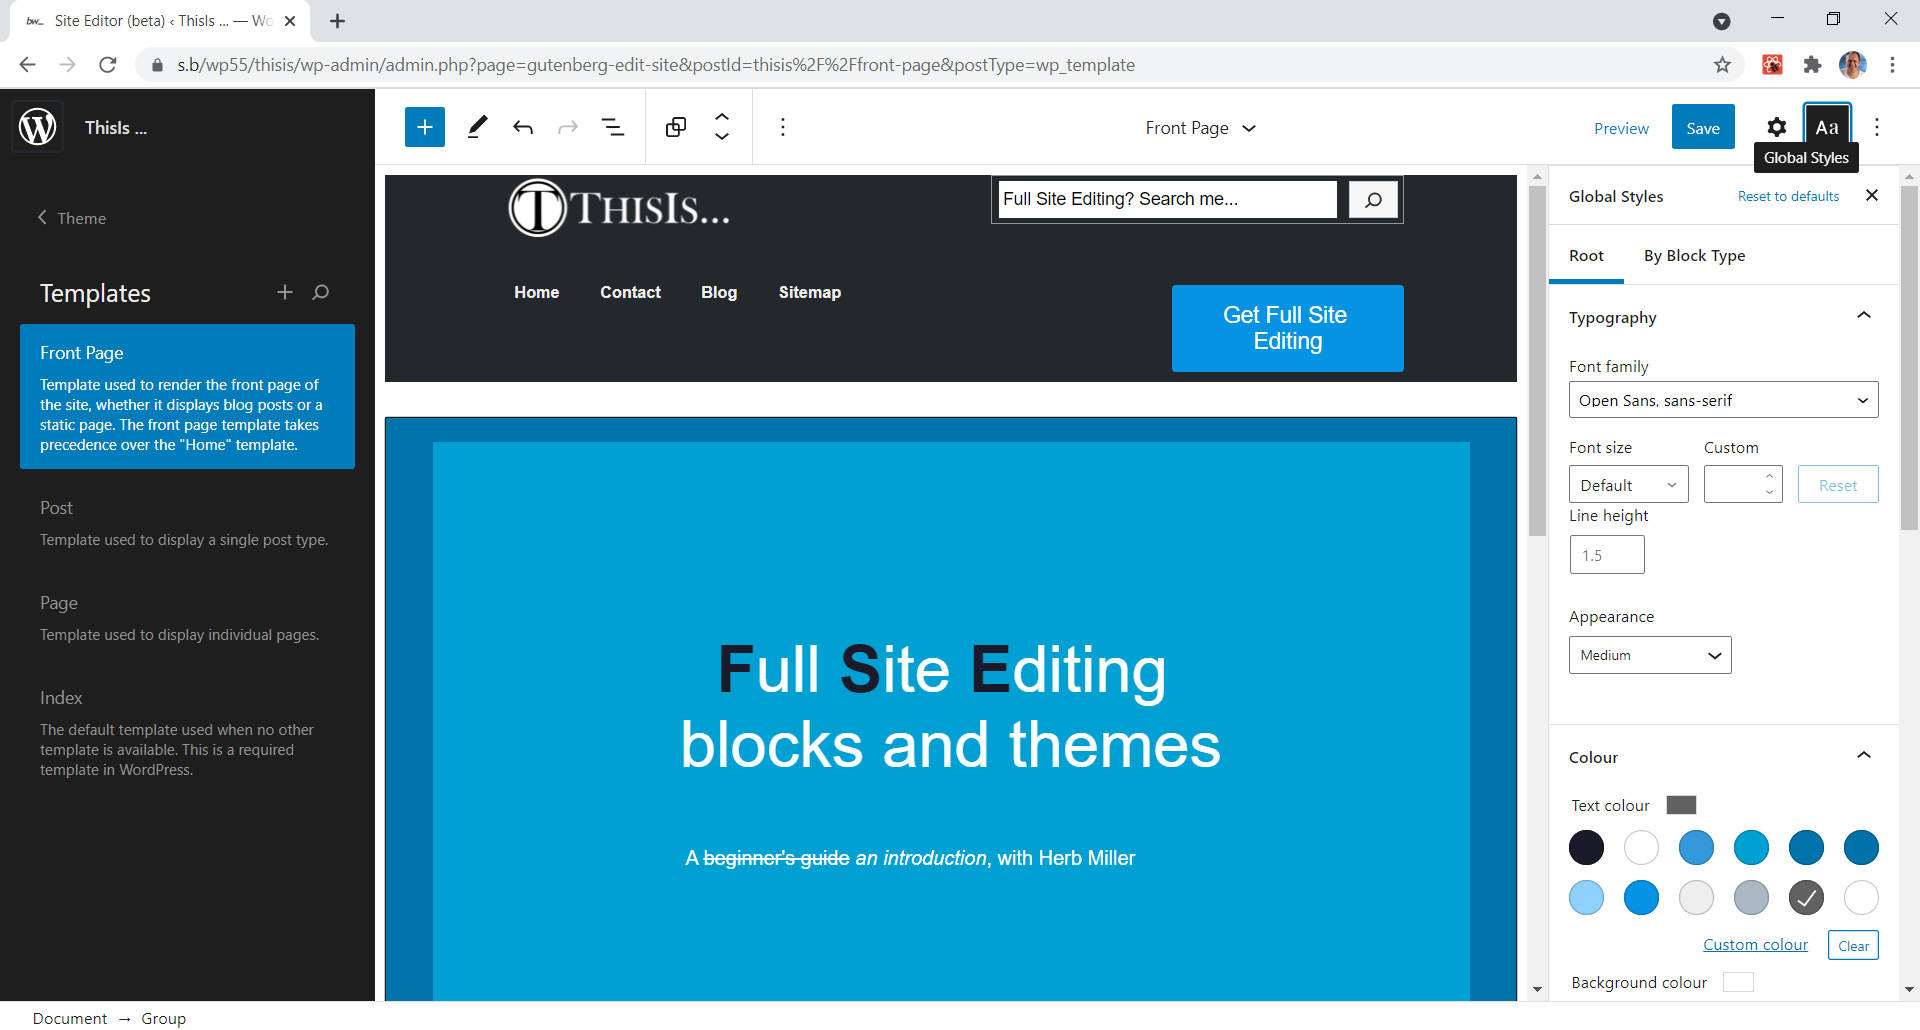 bw_ Site Editor (beta) ‹ ThisIs ... — Wo
s.b/wp55/thisis/wp-admin/admin.php?page=gutenberg-edit-site&postId=thisis%2F%2Ffront-page&postType=wp_template
ThisIs ...
Front Page
Preview
Save
Aa
Global Styles
Theme
Templates
Front Page
Template used to render the front page of
the site, whether it displays blog posts or a
static page. The front page template takes
precedence over the "Home" template.
Post
Template used to display a single post type.
Page
Template used to display individual pages.
Index
The default template used when no other
template is available. This is a required
template in WordPress.
T THISIS...
Full Site Editing? Search me...
Home Contact Blog Sitemap
Get Full Site
Editing
Full Site Editing
blocks and themes
A beginner's guide an introduction, with Herb Miller
Global Styles
Reset to defaults
Root
By Block Type
Typography
Font family
Open Sans, sans-serif
Font size
Custom
Default
Reset
Line height
1.5
Appearance
Medium
Colour
Text colour
Custom colour
Clear
Background colour
Document → Group